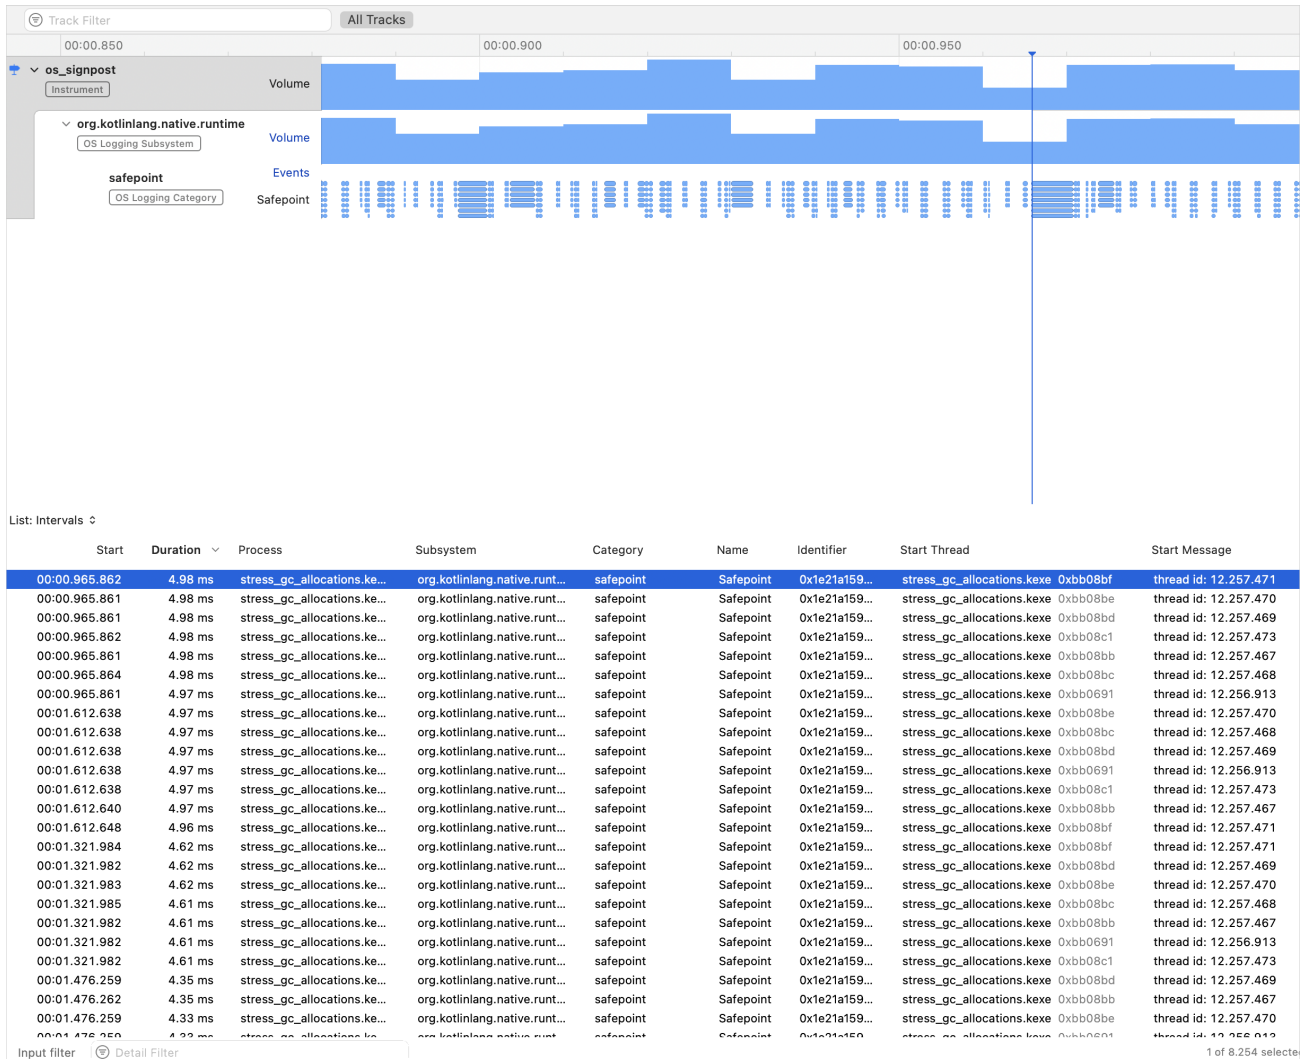 Track Filter All Tracks
00:00.850 00:00.900 00:00.950
os_signpost
Instrument
Volume
org.kotlinlang.native.runtime
OS Logging Subsystem
Volume
Events
safepoint
OS Logging Category
Safepoint
List: Intervals
Start Duration Process Subsystem Category Name Identifier Start Thread Start Message
00:00.965.862 4.98 ms stress_gc_allocations.ke... org.kotlinlang.native.runt... safepoint Safepoint 0x1e21a159... stress_gc_allocations.kexe 0xbb08bf thread id: 12.257.471
00:00.965.861 4.98 ms stress_gc_allocations.ke... org.kotlinlang.native.runt... safepoint Safepoint 0x1e21a159... stress_gc_allocations.kexe 0xbb08be thread id: 12.257.470
00:00.965.861 4.98 ms stress_gc_allocations.ke... org.kotlinlang.native.runt... safepoint Safepoint 0x1e21a159... stress_gc_allocations.kexe 0xbb08bd thread id: 12.257.469
00:00.965.862 4.98 ms stress_gc_allocations.ke... org.kotlinlang.native.runt... safepoint Safepoint 0x1e21a159... stress_gc_allocations.kexe 0xbb08c1 thread id: 12.257.473
00:00.965.861 4.98 ms stress_gc_allocations.ke... org.kotlinlang.native.runt... safepoint Safepoint 0x1e21a159... stress_gc_allocations.kexe 0xbb08bb thread id: 12.257.467
00:00.965.864 4.98 ms stress_gc_allocations.ke... org.kotlinlang.native.runt... safepoint Safepoint 0x1e21a159... stress_gc_allocations.kexe 0xbb08bc thread id: 12.257.468
00:00.965.861 4.97 ms stress_gc_allocations.ke... org.kotlinlang.native.runt... safepoint Safepoint 0x1e21a159... stress_gc_allocations.kexe 0xbb0691 thread id: 12.256.913
00:01.612.638 4.97 ms stress_gc_allocations.ke... org.kotlinlang.native.runt... safepoint Safepoint 0x1e21a159... stress_gc_allocations.kexe 0xbb08be thread id: 12.257.470
00:01.612.638 4.97 ms stress_gc_allocations.ke... org.kotlinlang.native.runt... safepoint Safepoint 0x1e21a159... stress_gc_allocations.kexe 0xbb08bc thread id: 12.257.468
00:01.612.638 4.97 ms stress_gc_allocations.ke... org.kotlinlang.native.runt... safepoint Safepoint 0x1e21a159... stress_gc_allocations.kexe 0xbb08bd thread id: 12.257.469
00:01.612.638 4.97 ms stress_gc_allocations.ke... org.kotlinlang.native.runt... safepoint Safepoint 0x1e21a159... stress_gc_allocations.kexe 0xbb0691 thread id: 12.256.913
00:01.612.638 4.97 ms stress_gc_allocations.ke... org.kotlinlang.native.runt... safepoint Safepoint 0x1e21a159... stress_gc_allocations.kexe 0xbb08c1 thread id: 12.257.473
00:01.612.640 4.97 ms stress_gc_allocations.ke... org.kotlinlang.native.runt... safepoint Safepoint 0x1e21a159... stress_gc_allocations.kexe 0xbb08bb thread id: 12.257.467
00:01.612.648 4.96 ms stress_gc_allocations.ke... org.kotlinlang.native.runt... safepoint Safepoint 0x1e21a159... stress_gc_allocations.kexe 0xbb08bf thread id: 12.257.471
00:01.321.984 4.62 ms stress_gc_allocations.ke... org.kotlinlang.native.runt... safepoint Safepoint 0x1e21a159... stress_gc_allocations.kexe 0xbb08bf thread id: 12.257.471
00:01.321.982 4.62 ms stress_gc_allocations.ke... org.kotlinlang.native.runt... safepoint Safepoint 0x1e21a159... stress_gc_allocations.kexe 0xbb08bd thread id: 12.257.469
00:01.321.983 4.62 ms stress_gc_allocations.ke... org.kotlinlang.native.runt... safepoint Safepoint 0x1e21a159... stress_gc_allocations.kexe 0xbb08be thread id: 12.257.470
00:01.321.985 4.61 ms stress_gc_allocations.ke... org.kotlinlang.native.runt... safepoint Safepoint 0x1e21a159... stress_gc_allocations.kexe 0xbb08bc thread id: 12.257.468
00:01.321.982 4.61 ms stress_gc_allocations.ke... org.kotlinlang.native.runt... safepoint Safepoint 0x1e21a159... stress_gc_allocations.kexe 0xbb08bb thread id: 12.257.467
00:01.321.982 4.61 ms stress_gc_allocations.ke... org.kotlinlang.native.runt... safepoint Safepoint 0x1e21a159... stress_gc_allocations.kexe 0xbb0691 thread id: 12.256.913
00:01.321.982 4.61 ms stress_gc_allocations.ke... org.kotlinlang.native.runt... safepoint Safepoint 0x1e21a159... stress_gc_allocations.kexe 0xbb08c1 thread id: 12.257.473
00:01.476.259 4.35 ms stress_gc_allocations.ke... org.kotlinlang.native.runt... safepoint Safepoint 0x1e21a159... stress_gc_allocations.kexe 0xbb08bd thread id: 12.257.469
00:01.476.262 4.35 ms stress_gc_allocations.ke... org.kotlinlang.native.runt... safepoint Safepoint 0x1e21a159... stress_gc_allocations.kexe 0xbb08bb thread id: 12.257.467
00:01.476.259 4.33 ms stress_gc_allocations.ke... org.kotlinlang.native.runt... safepoint Safepoint 0x1e21a159... stress_gc_allocations.kexe 0xbb08be thread id: 12.257.470
Input filter Detail Filter 1 of 8.254 selected